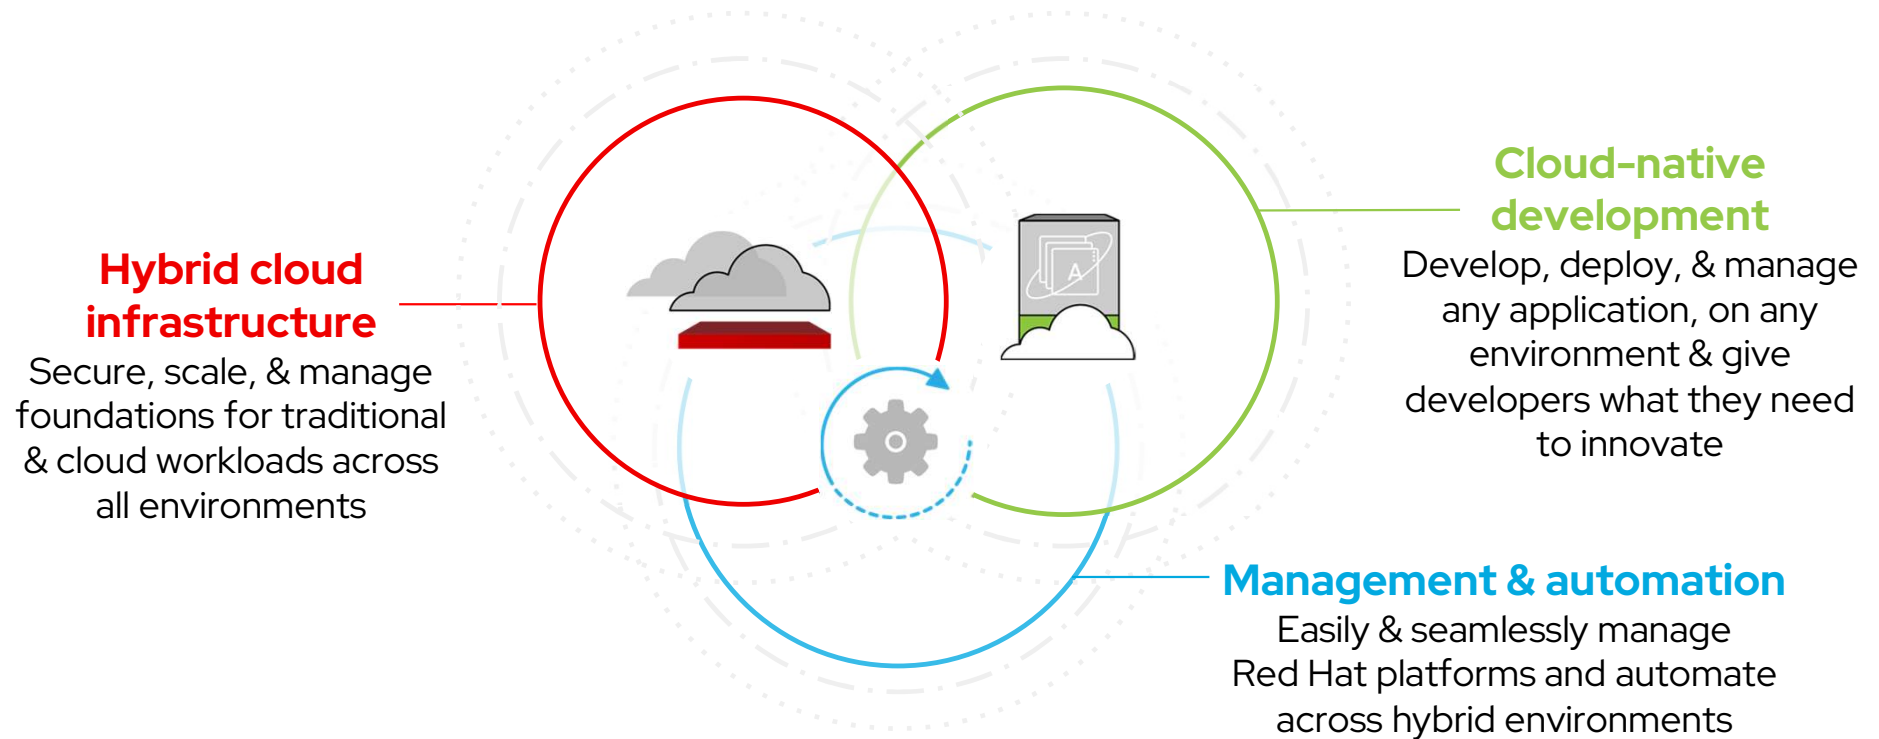 Hybrid cloud
infrastructure
Secure, scale, & manage
foundations for traditional
& cloud workloads across
all environments
A
Cloud-native
development
Develop, deploy, & manage
any application, on any
environment & give
developers what they need
to innovate
Management & automation
Easily & seamlessly manage
Red Hat platforms and automate
across hybrid environments